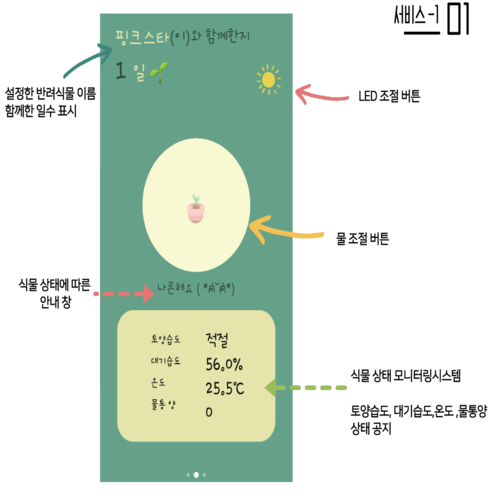 서비스-1 01
핑크스타(이)와 함께한지
1 일
설정한 반려식물 이름
함께한 일수 표시
LED 조절 버튼
물 조절 버튼
식물 상태에 따른
안내 창
나른해요 ( *ฅ́˘ฅ̀*)
토양습도 적절
대기습도 56.0%
온도 25.5℃
물통 양 0
식물 상태 모니터링시스템
토양습도, 대기습도,온도 ,물통양
상태 공지